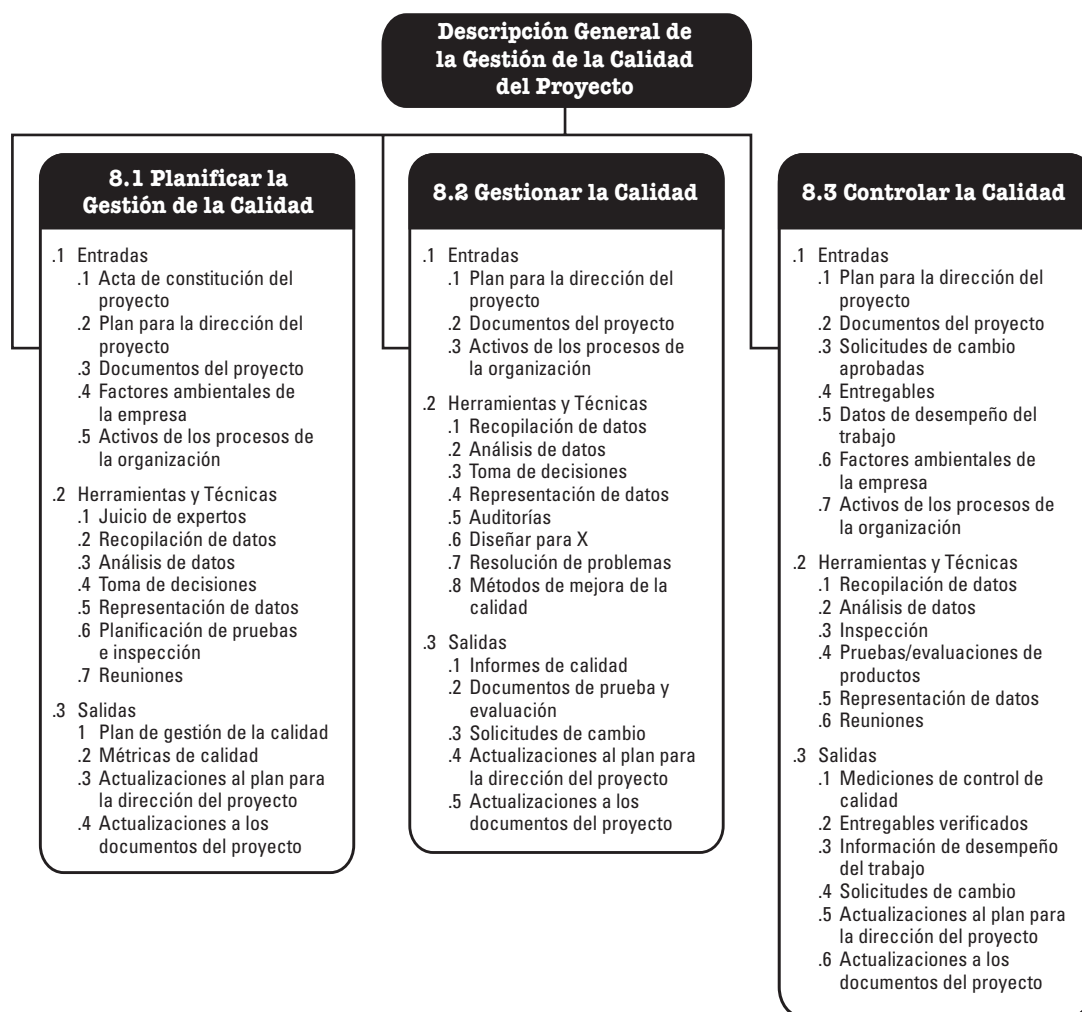 Descripción General de
la Gestión de la Calidad
del Proyecto
8.1 Planificar la
Gestión de la Calidad
.1 Entradas
.1 Acta de constitución del
proyecto
.2 Plan para la dirección del
proyecto
.3 Documentos del proyecto
.4 Factores ambientales de
la empresa
.5 Activos de los procesos de
la organización
.2 Herramientas y Técnicas
.1 Juicio de expertos
.2 Recopilación de datos
.3 Análisis de datos
.4 Toma de decisiones
.5 Representación de datos
.6 Planificación de pruebas
e inspección
.7 Reuniones
.3 Salidas
1 Plan de gestión de la calidad
.2 Métricas de calidad
.3 Actualizaciones al plan para
la dirección del proyecto
.4 Actualizaciones a los
documentos del proyecto
8.2 Gestionar la Calidad
.1 Entradas
.1 Plan para la dirección del
proyecto
.2 Documentos del proyecto
.3 Activos de los procesos de
la organización
.2 Herramientas y Técnicas
.1 Recopilación de datos
.2 Análisis de datos
.3 Toma de decisiones
.4 Representación de datos
.5 Auditorías
.6 Diseñar para X
.7 Resolución de problemas
.8 Métodos de mejora de la
calidad
.3 Salidas
.1 Informes de calidad
.2 Documentos de prueba y
evaluación
.3 Solicitudes de cambio
.4 Actualizaciones al plan para
la dirección del proyecto
.5 Actualizaciones a los
documentos del proyecto
8.3 Controlar la Calidad
.1 Entradas
.1 Plan para la dirección del
proyecto
.2 Documentos del proyecto
.3 Solicitudes de cambio
aprobadas
.4 Entregables
.5 Datos de desempeño del
trabajo
.6 Factores ambientales de
la empresa
.7 Activos de los procesos de
la organización
.2 Herramientas y Técnicas
.1 Recopilación de datos
.2 Análisis de datos
.3 Inspección
.4 Pruebas/evaluaciones de
productos
.5 Representación de datos
.6 Reuniones
.3 Salidas
.1 Mediciones de control de
calidad
.2 Entregables verificados
.3 Información de desempeño
del trabajo
.4 Solicitudes de cambio
.5 Actualizaciones al plan para
la dirección del proyecto
.6 Actualizaciones a los
documentos del proyecto